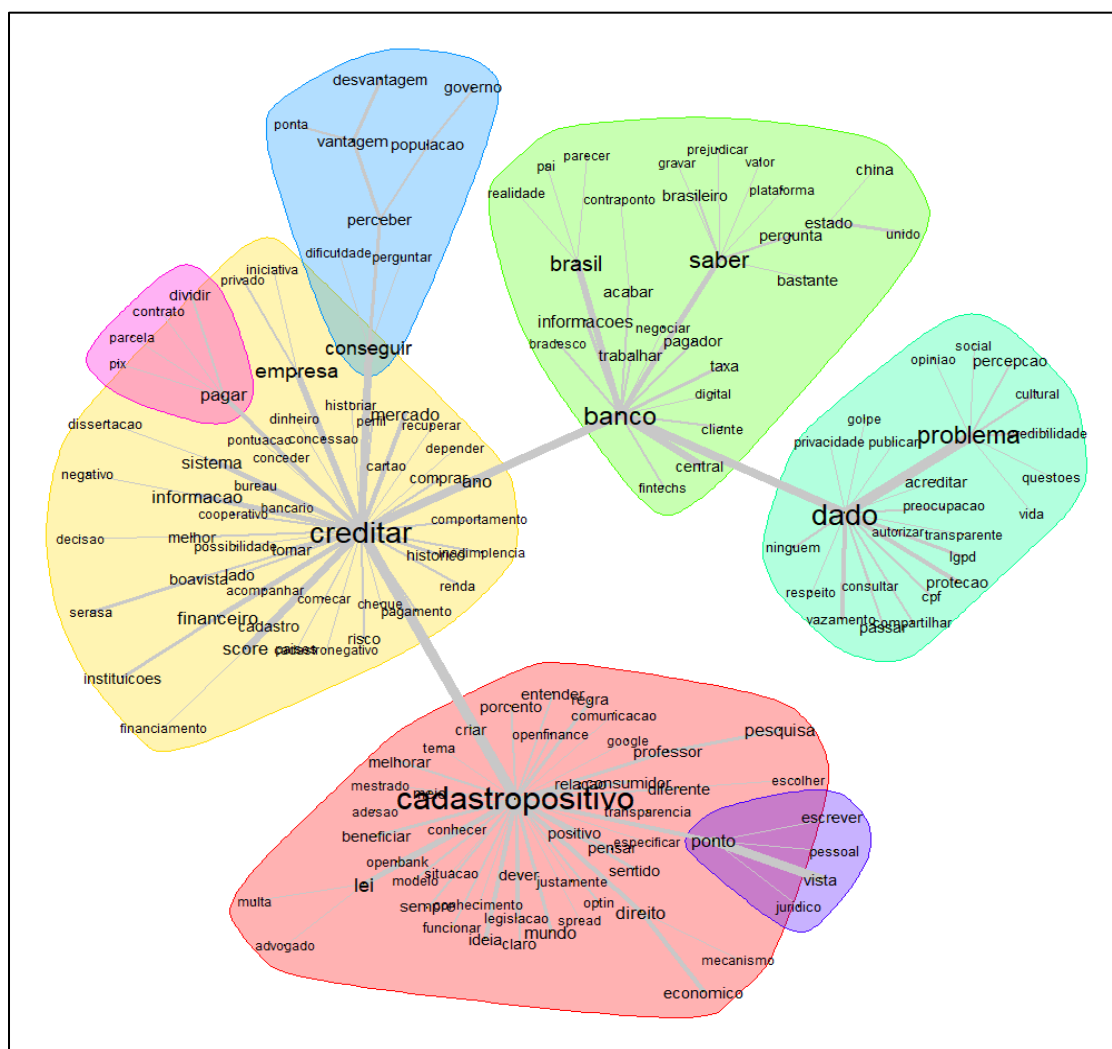 desvantagem
governo
ponta
vantagem
populacao
perceber
dificuldade
perguntar
conseguir
prejudicar
parecer
gravar
valor
china
pai
realidade
contraponto
brasileiro
plataforma
estado
unido
pergunta
brasil
saber
bastante
acabar
informacoes
negociar
bradesco
trabalhar
pagador
taxa
digital
banco
cliente
central
fintechs
social
opiniao
percepcao
cultural
golpe
problema
credibilidade
privacidade
publicar
acreditar
questoes
preocupacao
vida
dado
autorizar
transparente
ninguem
lgpd
protecao
respeito
consultar
cpf
vazamento
passar
compartilhar
dividir
contrato
parcela
pix
pagar
iniciativa
privado
empresa
dissertacao
dinheiro
historiar
perfil
mercado
recuperar
pontuacao
concessao
conceder
depender
negativo
sistema
bureau
cartao
comprar
ano
informacao
cooperativo
bancario
creditar
comportamento
decisao
melhor
possibilidade
tomar
historico
inadimplencia
boavista
lado
acompanhar
renda
serasa
financeiro
comecar
cheque
pagamento
cadastro
risco
score
paises
cadastronegativo
instituicoes
financiamento
entender
regra
porcento
comunicacao
criar
openfinance
pesquisa
tema
google
professor
melhorar
mestrado
meio
relacao
consumidor
diferente
escolher
cadastropositivo
adesao
transparencia
escrever
beneficiar
conhecer
positivo
especificar
ponto
pensar
pessoal
openbank
situacao
dever
sentido
vista
lei
modelo
justamente
multa
sempre
conhecimento
optin
juridico
funcionar
legislacao
spread
direito
advogado
ideia
claro
mundo
mecanismo
economico